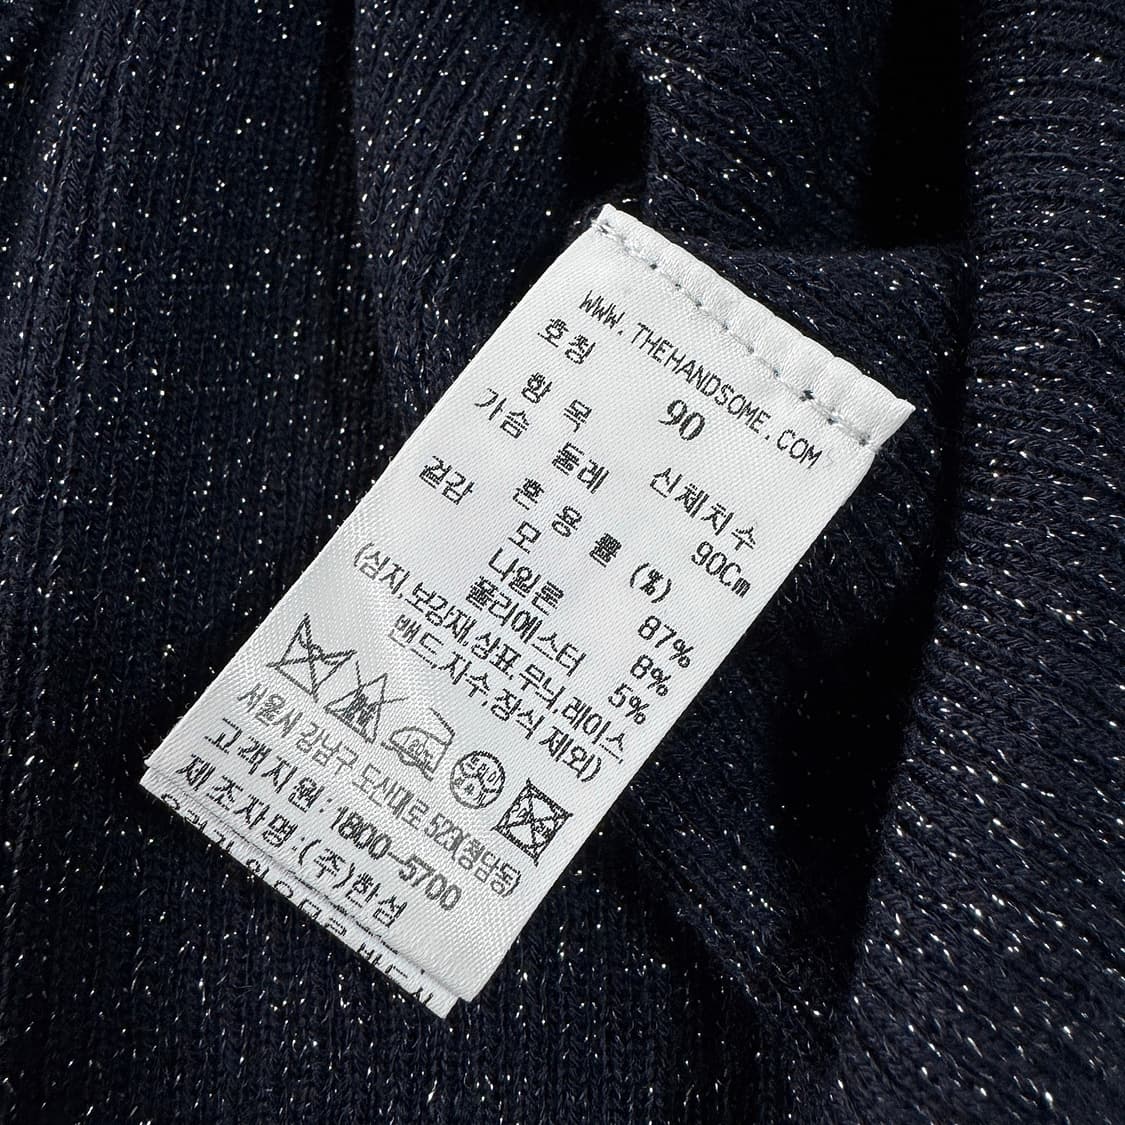 WWW.THEHANDSOME.COM
호칭 90
항 목 신체치수
가슴 둘레 90Cm
혼 용 률 (%)
겉감 모 87%
나일론 8%
폴리에스터 5%
(심지,보강재,상표,무늬,레이스
밴드,자수,장식 제외)
서울시 강남구 도산대로 523(청담동)
고객지원:1800-5700
제조자명:(주)한섬